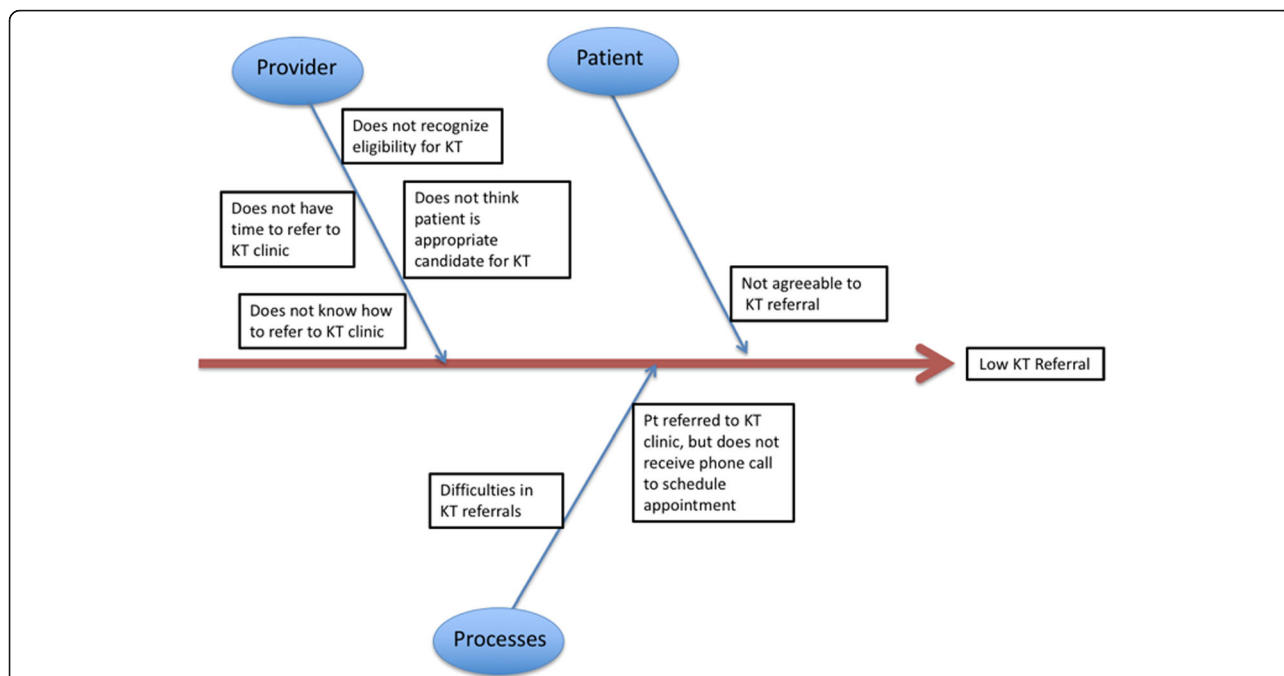 Provider
Patient
Does not recognize
eligibility for KT
Does not have
time to refer to
KT clinic
Does not think
patient is
appropriate
candidate for KT
Does not know how
to refer to KT clinic
Not agreeable to
KT referral
Low KT Referral
Pt referred to KT
clinic, but does not
receive phone call
to schedule
appointment
Difficulties in
KT referrals
Processes